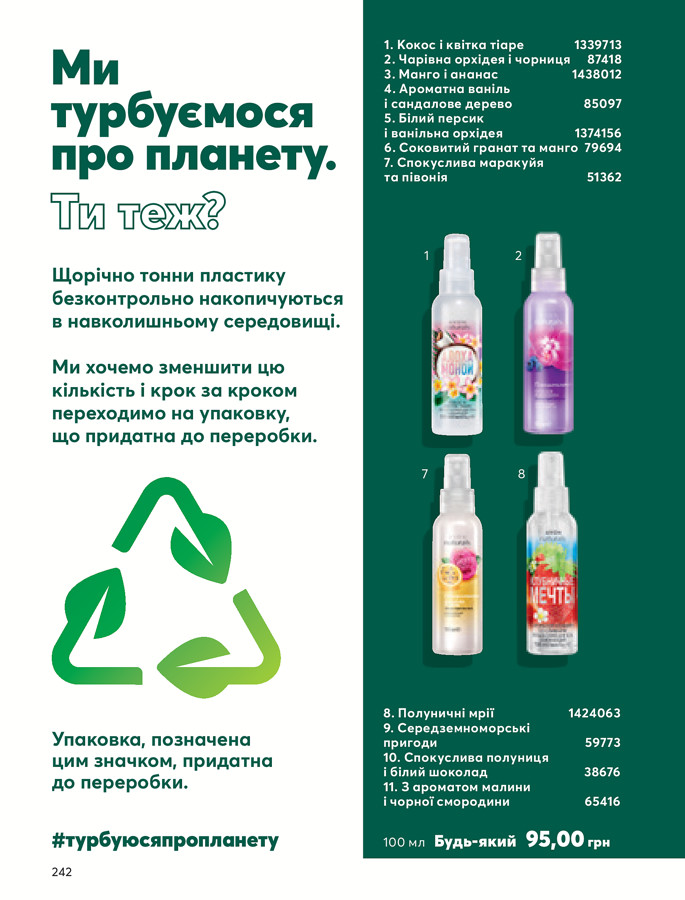 Ми
турбуємося
про планету.
Ти теж?
Щорічно тонни пластику
безконтрольно накопичуються
в навколишньому середовищі.
Ми хочемо зменшити цю
кількість і крок за кроком
переходимо на упаковку,
що придатна до переробки.
Упаковка, позначена
цим значком, придатна
до переробки.
#турбуюсяпропланету
242
1. Кокос і квітка тіаре 1339713
2. Чарівна орхідея і чорниця 87418
3. Манго і ананас 1438012
4. Ароматна ваніль
і сандалове дерево 85097
5. Білий персик
і ванільна орхідея 1374156
6. Соковитий гранат та манго 79694
7. Спокуслива маракуйя
та півонія 51362
1
2
МОНОЙ
7
8
naturals
КЛУБНИЧНЫЕ
МЕЧТЫ
8. Полуничні мрії 1424063
9. Середземноморські
пригоди 59773
10. Спокуслива полуниця
і білий шоколад 38676
11. З ароматом малини
і чорної смородини 65416
100 мл Будь-який 95,00 грн